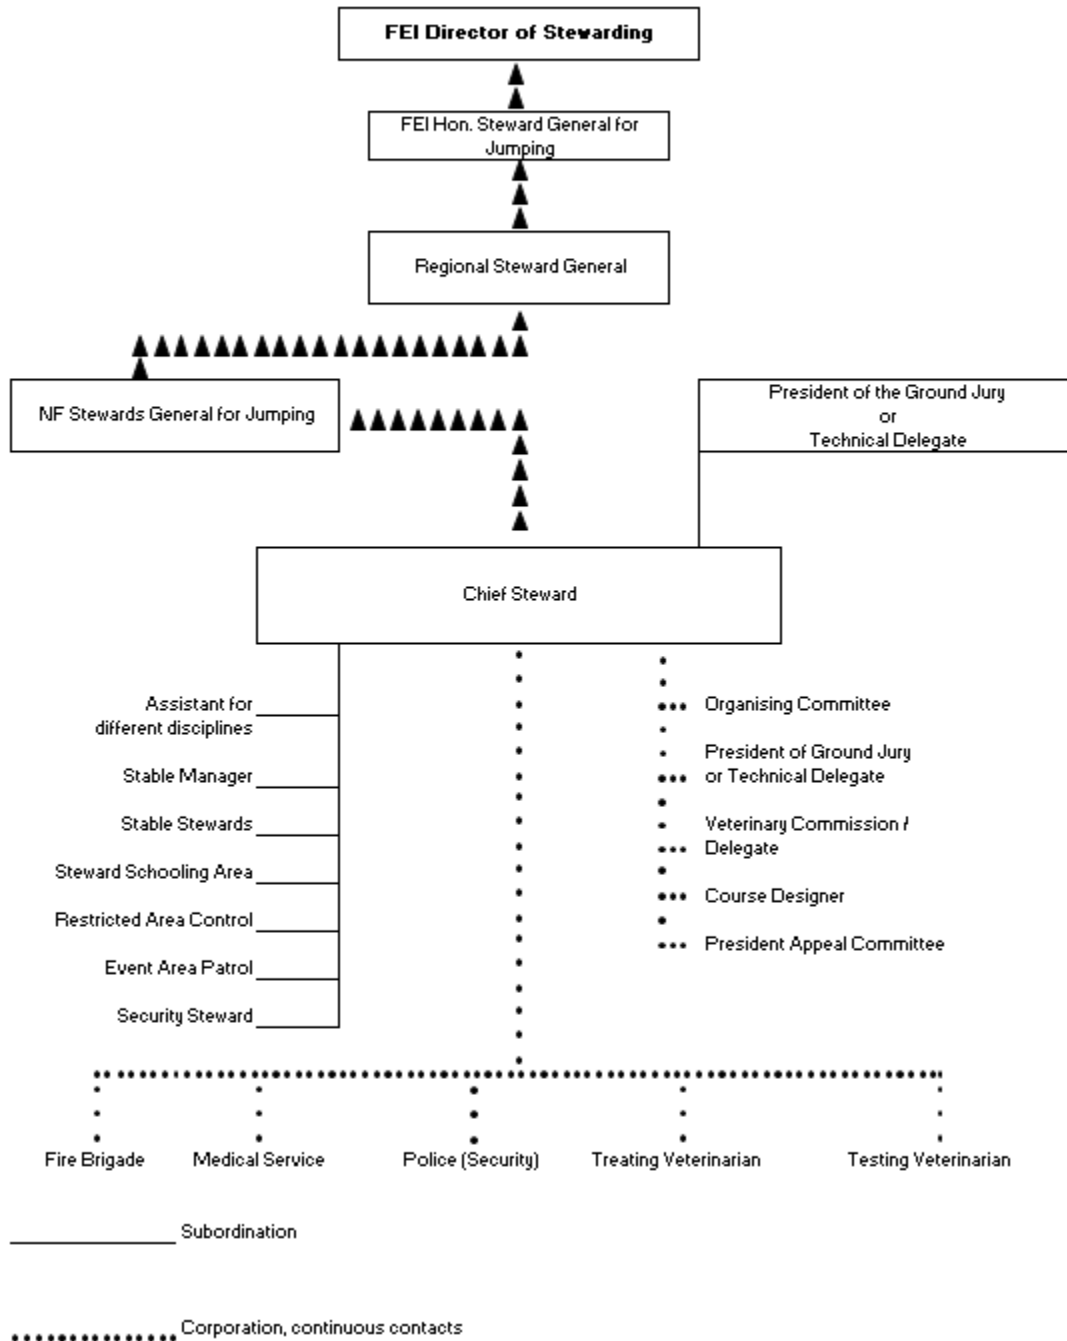 FEI Director of Stewarding
FEI Hon. Steward General for
Jumping
Regional Steward General
NF Stewards General for Jumping
President of the Ground Jury
or
Technical Delegate
Chief Steward
Assistant for
different disciplines
Stable Manager
Stable Stewards
Steward Schooling Area
Restricted Area Control
Event Area Patrol
Security Steward
Organising Committee
President of Ground Jury
or Technical Delegate
Veterinary Commission /
Delegate
Course Designer
President Appeal Committee
Fire Brigade
Medical Service
Police (Security)
Treating Veterinarian
Testing Veterinarian
Subordination
Corporation, continuous contacts